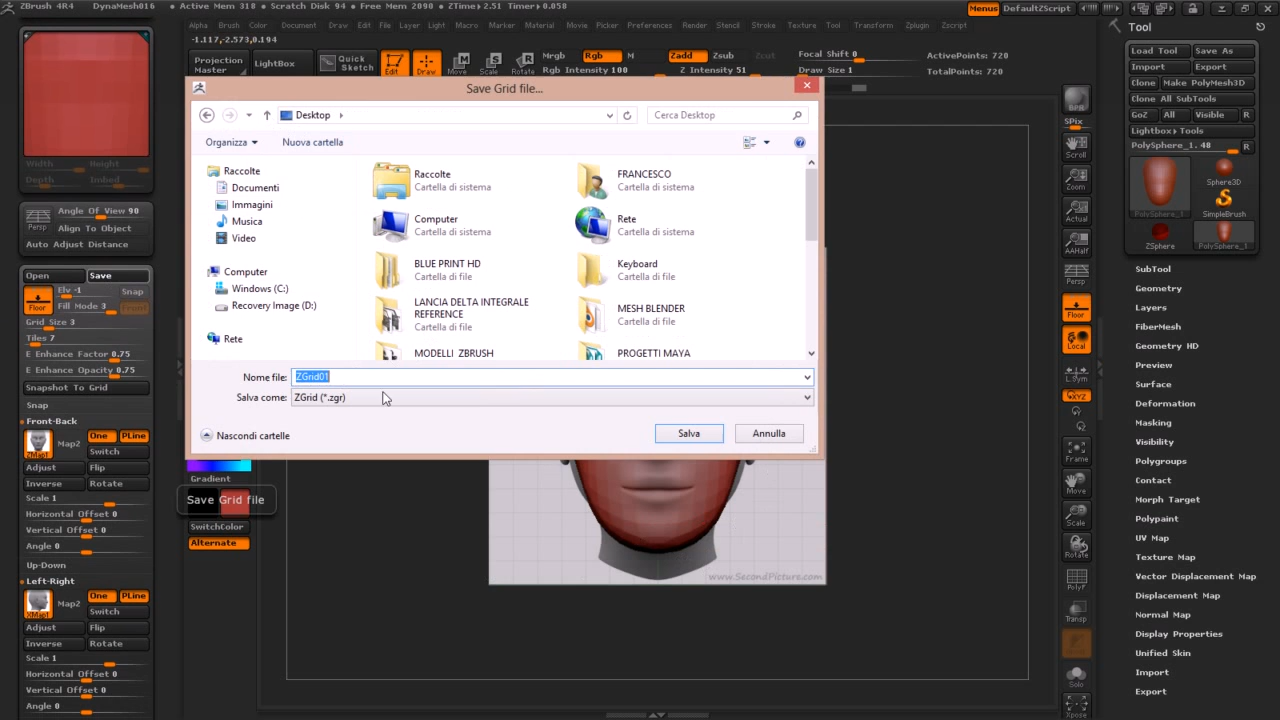 ZBrush 4R4 DynaMesh016 • Active Mem 318 • Scratch Disk 94 • Free Mem 2090 • ZTime▸2.51 Timer▸0.058 Menus DefaultZScript
Alpha Brush Color Document Draw Edit File Layer Light Macro Marker Material Movie Picker Preferences Render Stencil Stroke Texture Tool Transform Zplugin Zscript
-1.117,-2.573,0.194
Projection Master
LightBox
Quick Sketch
Edit
Draw
Move
Scale
Rotate
Mrgb Rgb M
Rgb Intensity 100
Zadd Zsub Zcut
Z Intensity 51
Focal Shift 0
Draw Size 1
ActivePoints: 720
TotalPoints: 720
Width Height
Depth Imbed
Persp
Angle Of View 90
Align To Object
Auto Adjust Distance
Open Save
Floor
Elv -1 Snap
Fill Mode 3 Front
Grid Size 3
Tiles 7
E Enhance Factor 0.75
E Enhance Opacity 0.75
Snapshot To Grid
Snap
Front-Back
ZMap1
Map2
One PLine
Switch
Adjust Flip
Inverse Rotate
Scale 1
Horizontal Offset 0
Vertical Offset 0
Angle 0
Up-Down
Left-Right
XMap1
Map2
One PLine
Switch
Adjust Flip
Inverse Rotate
Scale 1
Horizontal Offset 0
Vertical Offset 0
Angle 0
Save Grid file...
Desktop
Cerca Desktop
Organizza
Nuova cartella
Raccolte
Documenti
Immagini
Musica
Video
Computer
Windows (C:)
Recovery Image (D:)
Rete
Raccolte
Cartella di sistema
FRANCESCO
Cartella di sistema
Computer
Cartella di sistema
Rete
Cartella di sistema
BLUE PRINT HD
Cartella di file
Keyboard
Cartella di file
LANCIA DELTA INTEGRALE
REFERENCE
Cartella di file
MESH BLENDER
Cartella di file
MODELLI ZBRUSH
PROGETTI MAYA
Nome file: ZGrid01
Salva come: ZGrid (*.zgr)
Nascondi cartelle
Salva
Annulla
Gradient
Save Grid file
SwitchColor
Alternate
www.SecondPicture.com
BPR
SPix
Scroll
Zoom
Actual
AAHalf
Persp
Floor
Local
L.Sym
XYZ
Frame
Move
Scale
Rotate
PolyF
Transp
Solo
Xpose
Tool
Load Tool Save As
Import Export
Clone Make PolyMesh3D
Clone All SubTools
GoZ All Visible R
Lightbox▸Tools
PolySphere_1. 48 R
PolySphere_1
Sphere3D
SimpleBrush
ZSphere
PolySphere_1
SubTool
Geometry
Layers
FiberMesh
Geometry HD
Preview
Surface
Deformation
Masking
Visibility
Polygroups
Contact
Morph Target
Polypaint
UV Map
Texture Map
Vector Displacement Map
Displacement Map
Normal Map
Display Properties
Unified Skin
Import
Export